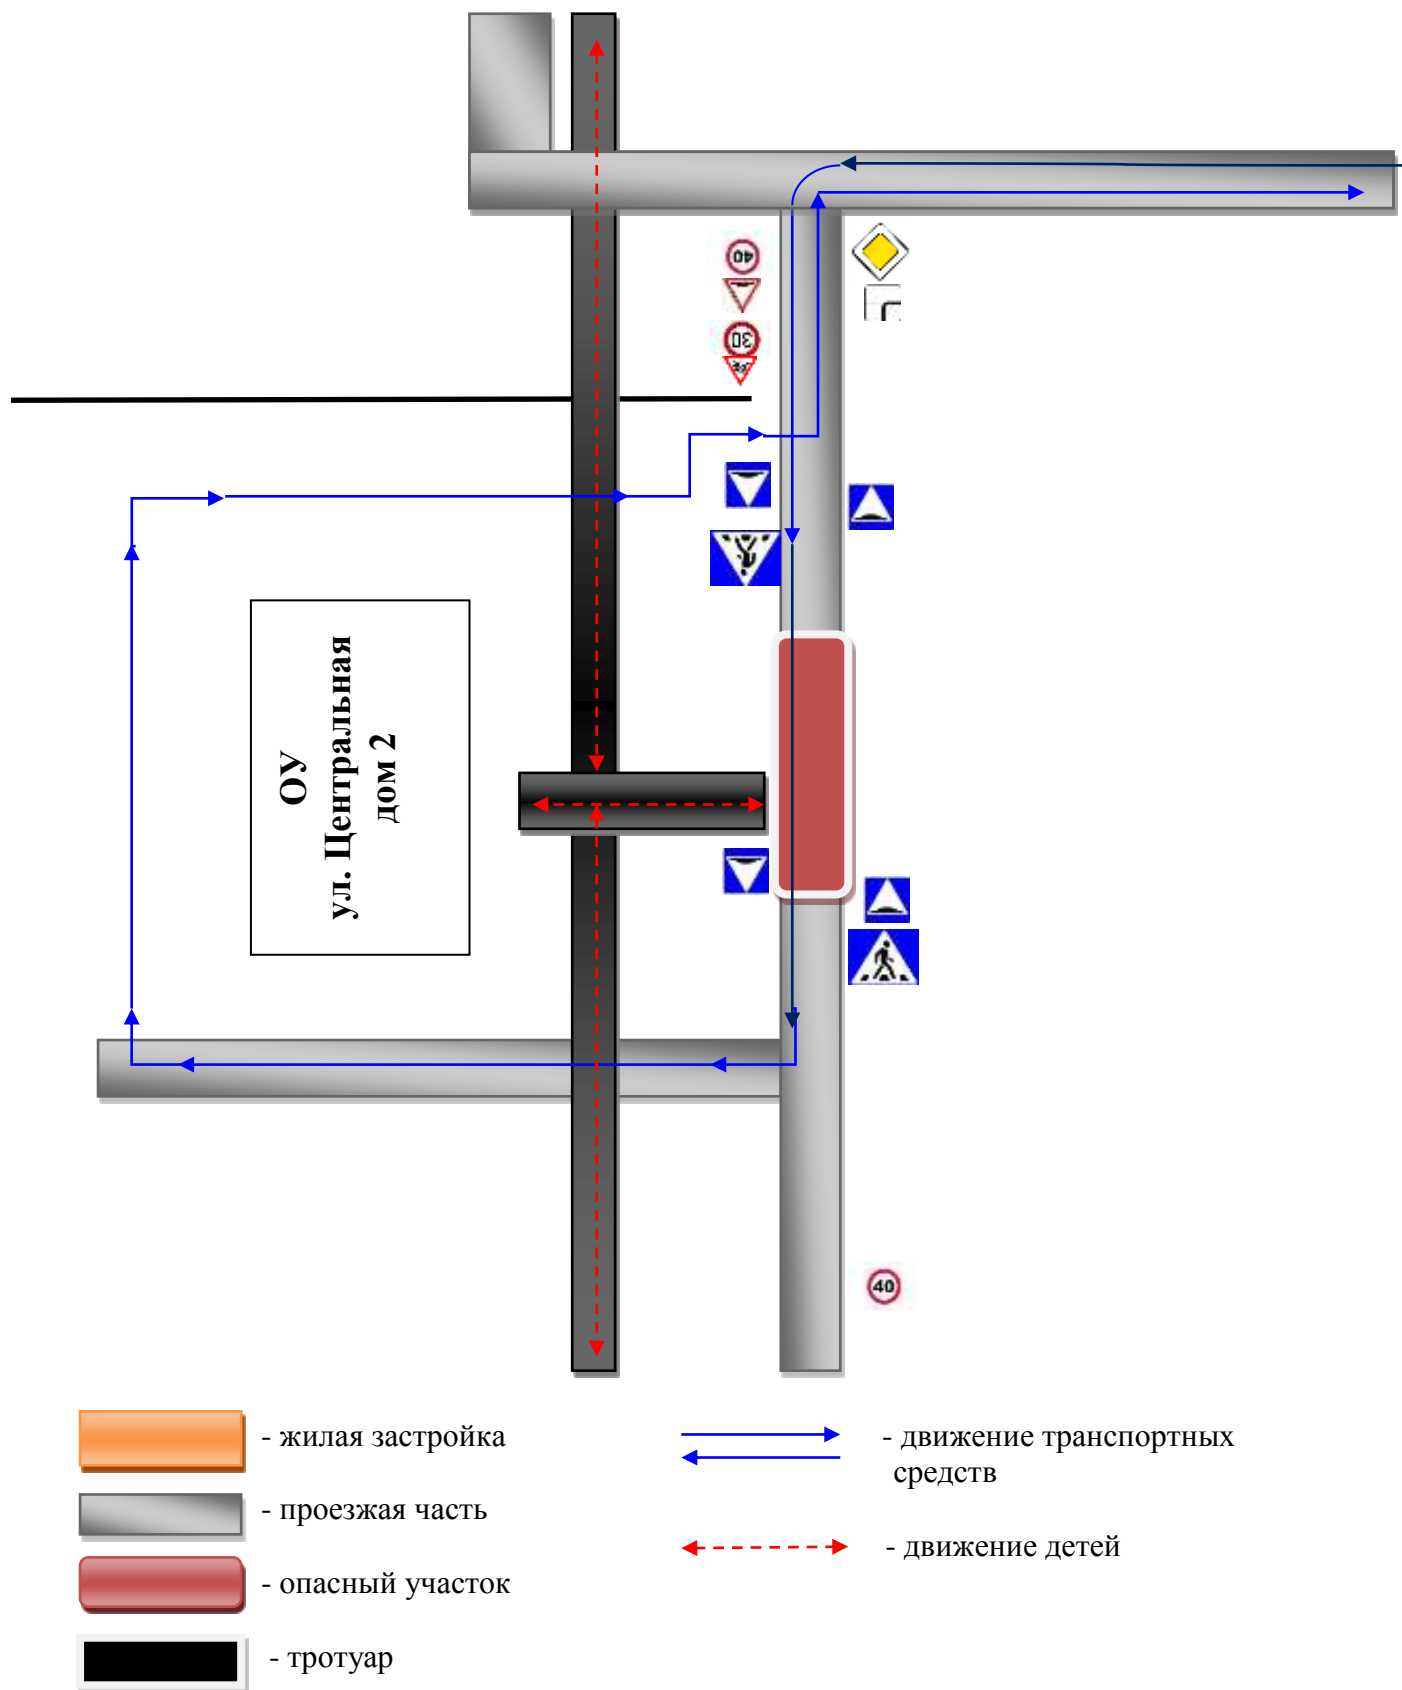 40
30
ОУ
ул. Центральная
дом 2
40
- жилая застройка
- проезжая часть
- опасный участок
- тротуар
- движение транспортных
средств
- движение детей